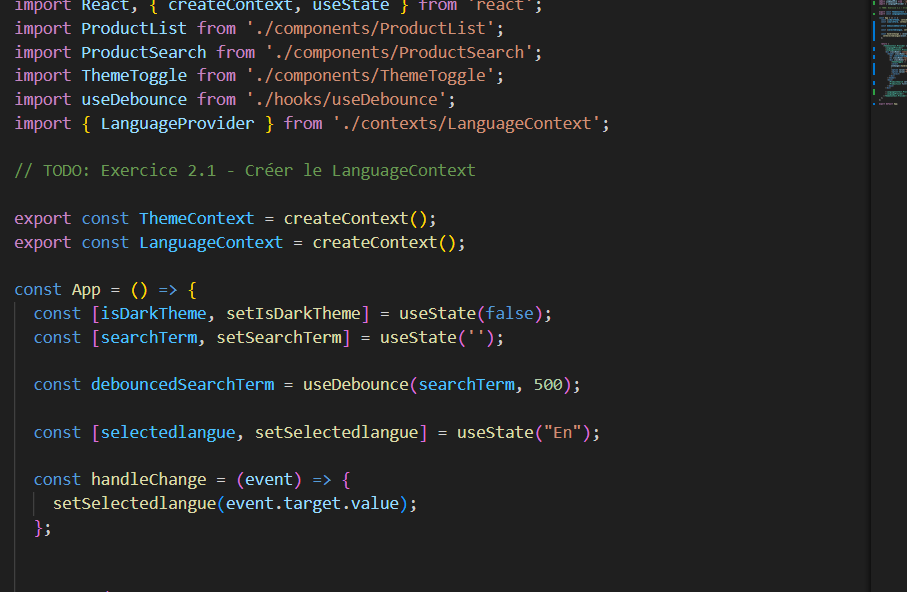 import React, { createContext, useState } from 'react';
import ProductList from './components/ProductList';
import ProductSearch from './components/ProductSearch';
import ThemeToggle from './components/ThemeToggle';
import useDebounce from './hooks/useDebounce';
import { LanguageProvider } from './contexts/LanguageContext';
// TODO: Exercice 2.1 - Créer le LanguageContext
export const ThemeContext = createContext();
export const LanguageContext = createContext();
const App = () => {
const [isDarkTheme, setIsDarkTheme] = useState(false);
const [searchTerm, setSearchTerm] = useState('');
const debouncedSearchTerm = useDebounce(searchTerm, 500);
const [selectedlangue, setSelectedlangue] = useState("En");
const handleChange = (event) => {
setSelectedlangue(event.target.value);
};